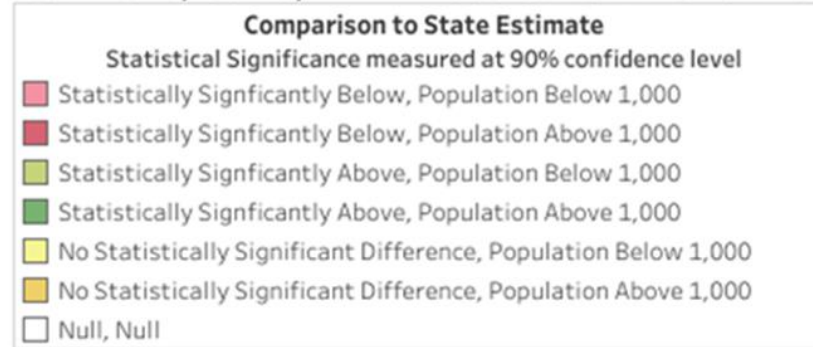 Comparison to State Estimate
Statistical Significance measured at 90% confidence level
Statistically Signficantly Below, Population Below 1,000
Statistically Signficantly Below, Population Above 1,000
Statistically Signficantly Above, Population Below 1,000
Statistically Signficantly Above, Population Above 1,000
No Statistically Significant Difference, Population Below 1,000
No Statistically Significant Difference, Population Above 1,000
Null, Null